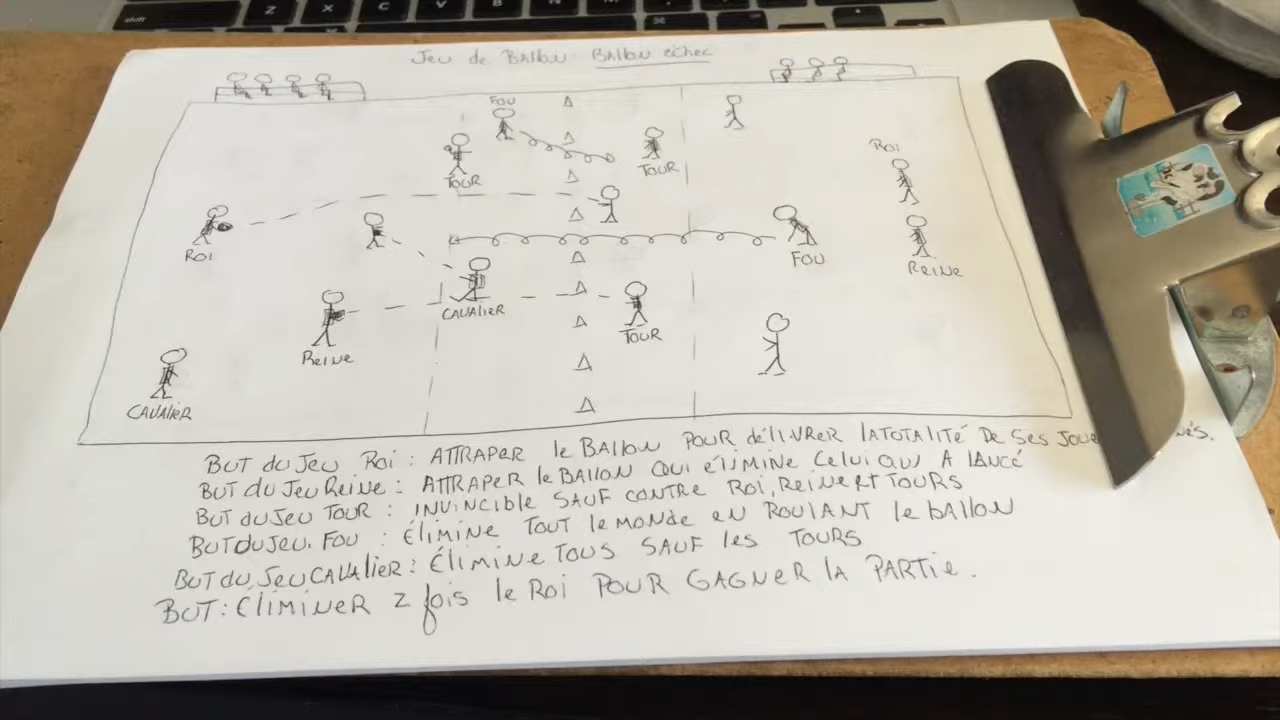 Jeu de BALLON BALLON échec
FOU
TOUR
TOUR
ROI
ROI
FOU
REINE
CAVALIER
TOUR
REINE
CAVALIER
BUT du JEU ROI : ATTRAPER le BALLON POUR déLIVRER LA TOTALITÉ De Ses
BUT du JEU REINE : ATTRAPER le BALLON QUI éLIMINE CELUI QUI A LANCÉ
BUT du JEU TOUR : INVINCIBLE SAUF CONTRE ROI, REINE ET TOURS
BUT du JEU. FOU : ÉLIMINE TOUT le MONDE EN ROULANT le BALLON
BUT du JEU CAVALIER : ÉLIMINE TOUS SAUF les TOURS
BUT : ÉLIMINER 2 fois le ROI POUR GAGNER LA PARTIE.